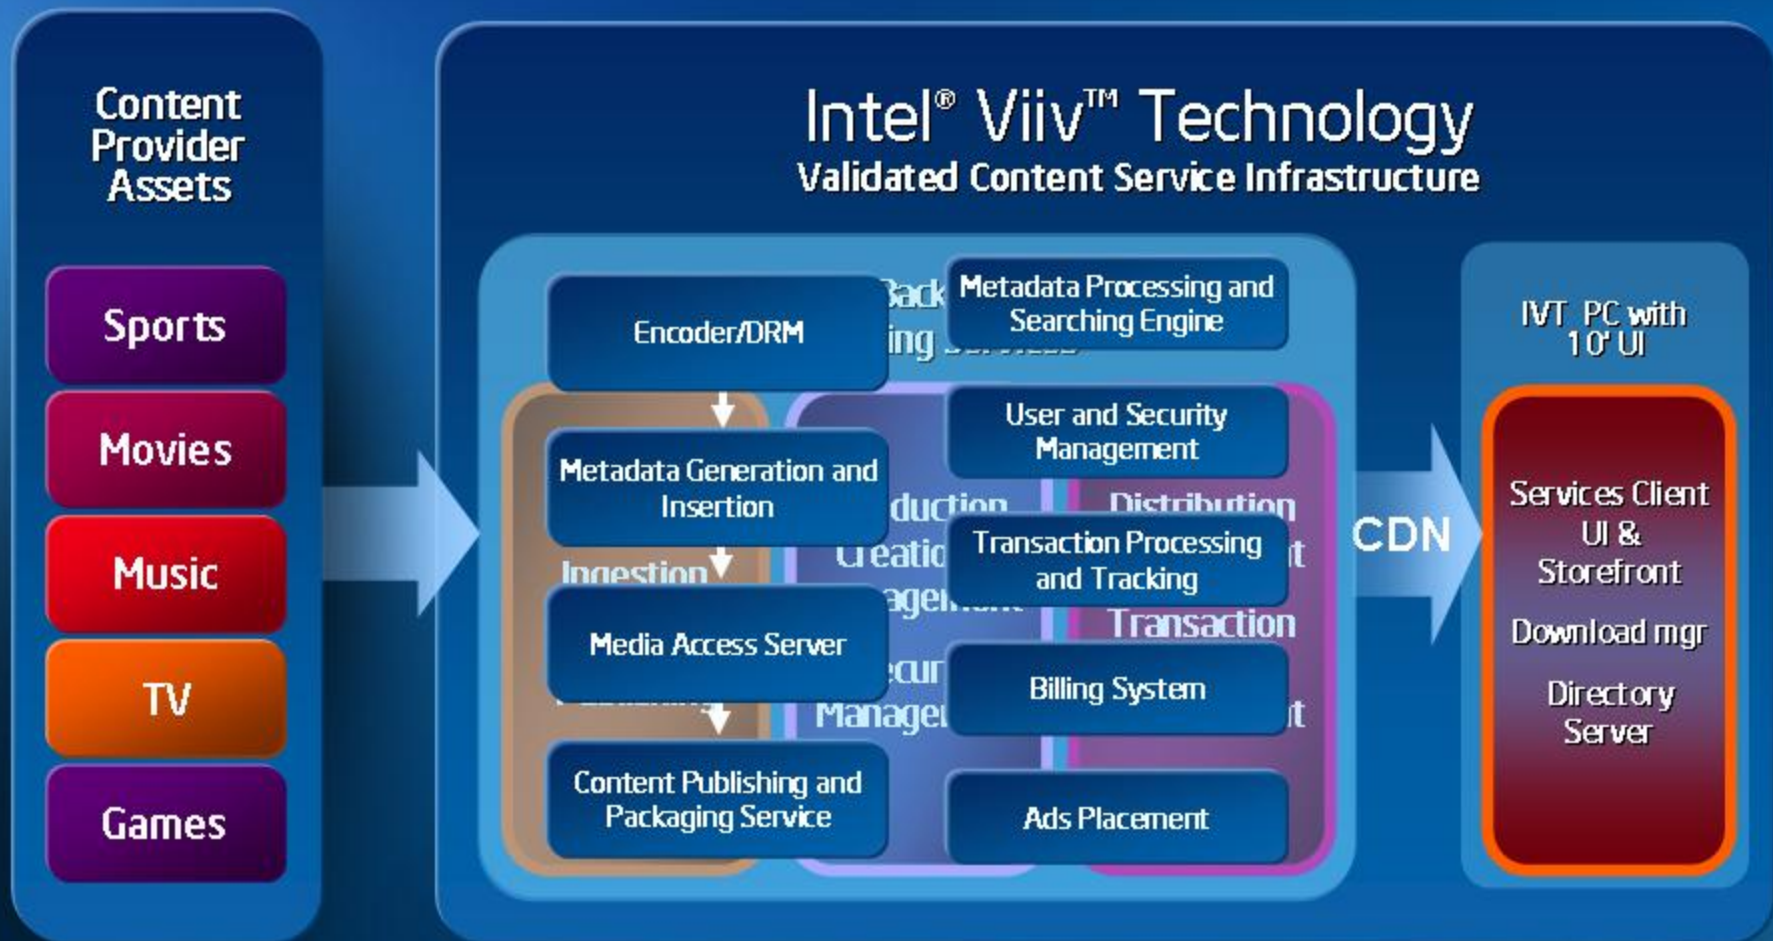 Content
Provider
Assets
Sports
Movies
Music
TV
Games
Intel® Viiv™ Technology
Validated Content Service Infrastructure
Encoder/DRM
Metadata Generation and
Insertion
Ingestion
Media Access Server
Content Publishing and
Packaging Service
Metadata Processing and
Searching Engine
User and Security
Management
Distribution
Transaction Processing
and Tracking
Transaction
Billing System
Ads Placement
CDN
IVT PC with
10' UI
Services Client
UI &
Storefront
Download mgr
Directory
Server